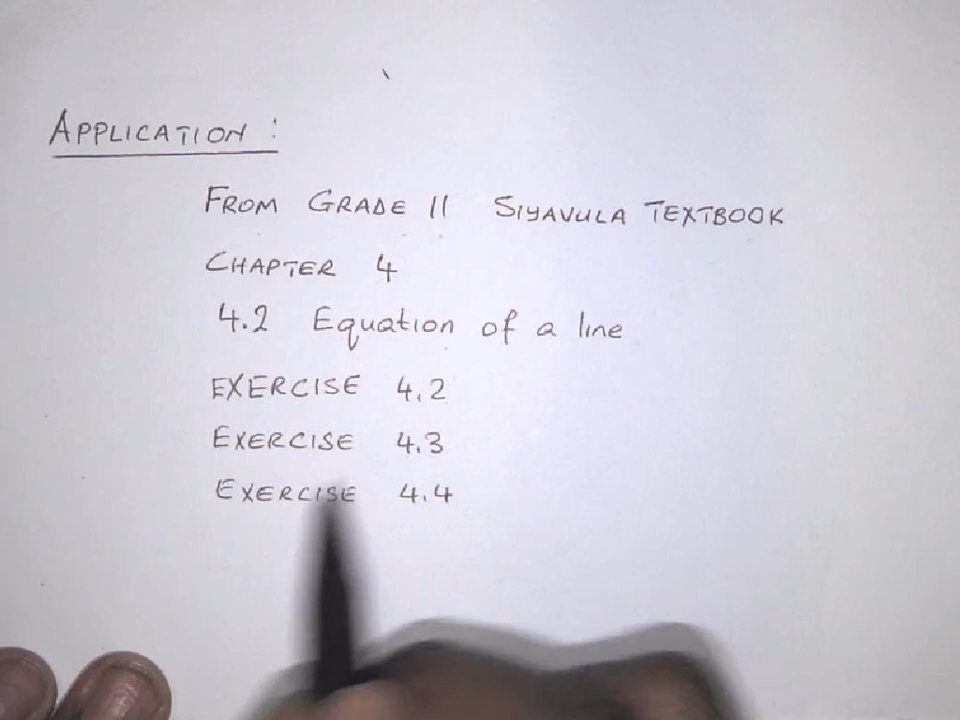 APPLICATION :
FROM GRADE 11 SIYAVULA TEXTBOOK
CHAPTER 4
4.2 Equation of a line
EXERCISE 4.2
EXERCISE 4.3
EXERCISE 4.4